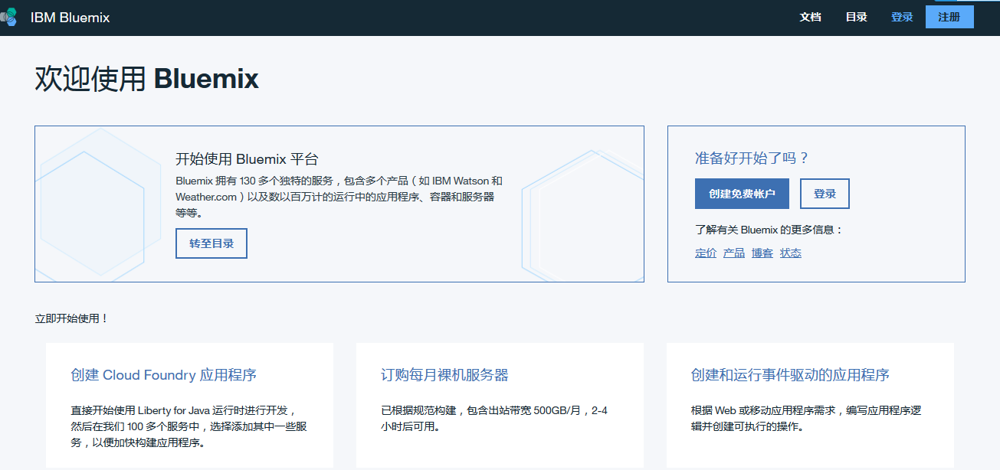 IBM Bluemix
文档 目录 登录 注册
欢迎使用 Bluemix
开始使用 Bluemix 平台
Bluemix 拥有 130 多个独特的服务，包含多个产品（如 IBM Watson 和
Weather.com）以及数以百万计的运行中的应用程序、容器和服务器
等等。
转至目录
准备好开始了吗？
创建免费帐户 登录
了解有关 Bluemix 的更多信息：
定价 产品 博客 状态
立即开始使用！
创建 Cloud Foundry 应用程序
直接开始使用 Liberty for Java 运行时进行开发，
然后在我们 100 多个服务中，选择添加其中一些服
务，以便加快构建应用程序。
订购每月裸机服务器
已根据规范构建，包含出站带宽 500GB/月，2-4
小时后可用。
创建和运行事件驱动的应用程序
根据 Web 或移动应用程序需求，编写应用程序逻
辑并创建可执行的操作。